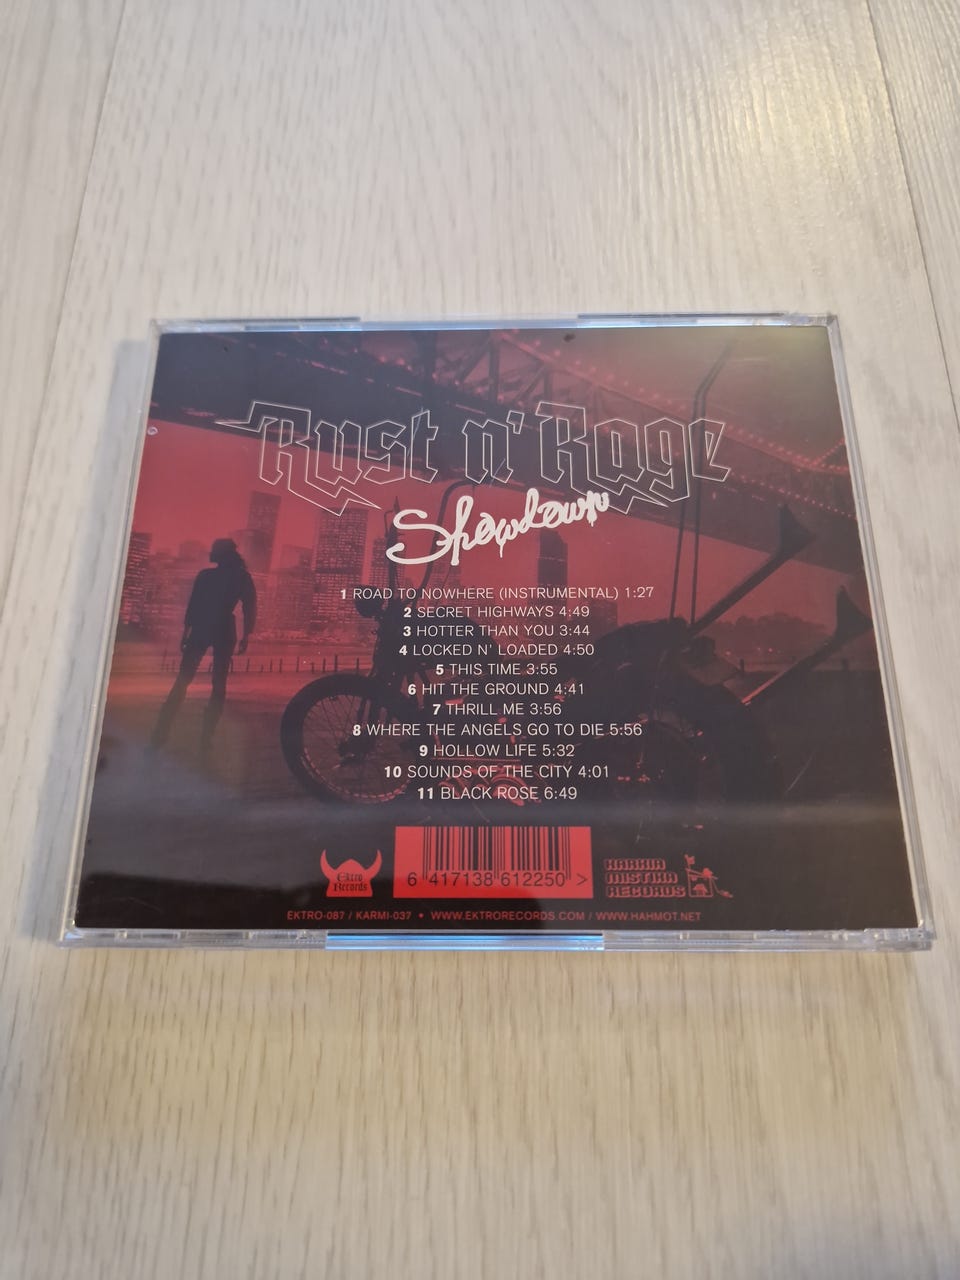 Rust n' Rage
Showdown
1 ROAD TO NOWHERE (INSTRUMENTAL) 1:27
2 SECRET HIGHWAYS 4:49
3 HOTTER THAN YOU 3:44
4 LOCKED N' LOADED 4:50
5 THIS TIME 3:55
6 HIT THE GROUND 4:41
7 THRILL ME 3:56
8 WHERE THE ANGELS GO TO DIE 5:56
9 HOLLOW LIFE 5:32
10 SOUNDS OF THE CITY 4:01
11 BLACK ROSE 6:49
Ektro
Records
6 417138 612250 >
KARKIA
MISTIKA
RECORDS
EKTRO-087 / KARMI-037 • WWW.EKTRORECORDS.COM / WWW.HAHMOT.NET